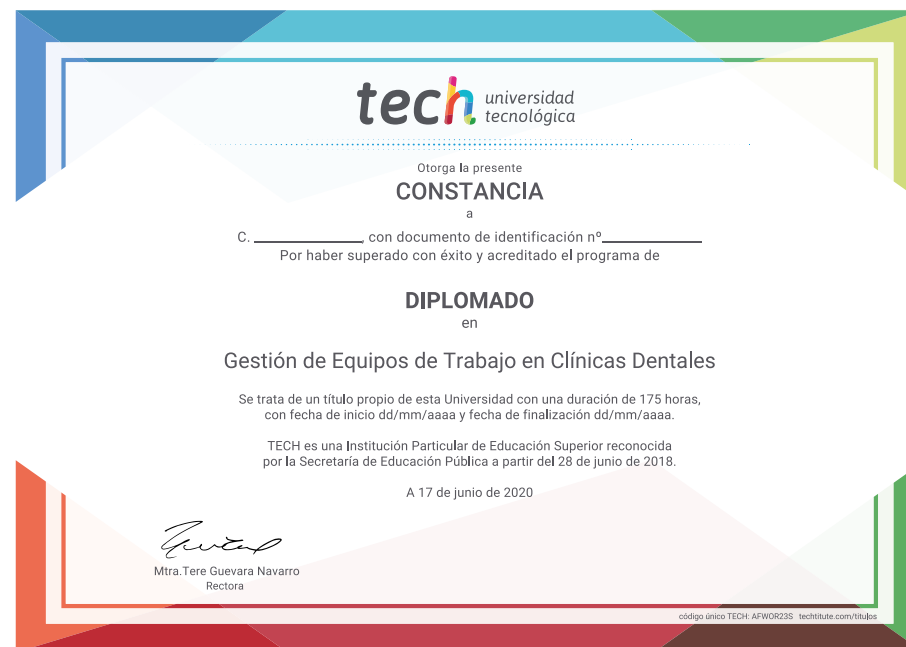 tech universidad
tecnológica
Otorga la presente
CONSTANCIA
a
C. ____________, con documento de identificación nº___________
Por haber superado con éxito y acreditado el programa de
DIPLOMADO
en
Gestión de Equipos de Trabajo en Clínicas Dentales
Se trata de un título propio de esta Universidad con una duración de 175 horas,
con fecha de inicio dd/mm/aaaa y fecha de finalización dd/mm/aaaa.
TECH es una Institución Particular de Educación Superior reconocida
por la Secretaría de Educación Pública a partir del 28 de junio de 2018.
A 17 de junio de 2020
Mtra.Tere Guevara Navarro
Rectora
código único TECH: AFWOR23S techtitute.com/titulos